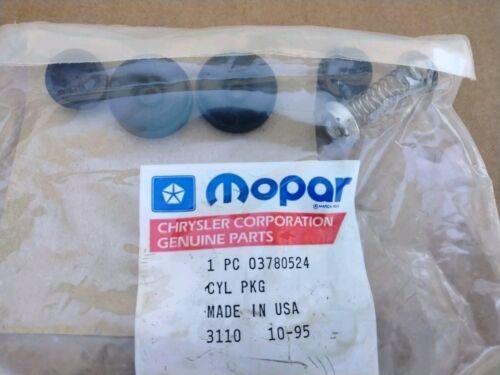 mopar
CHRYSLER CORPORATION
GENUINE PARTS
1 PC 03780524
CYL PKG
MADE IN USA
3110 10-95